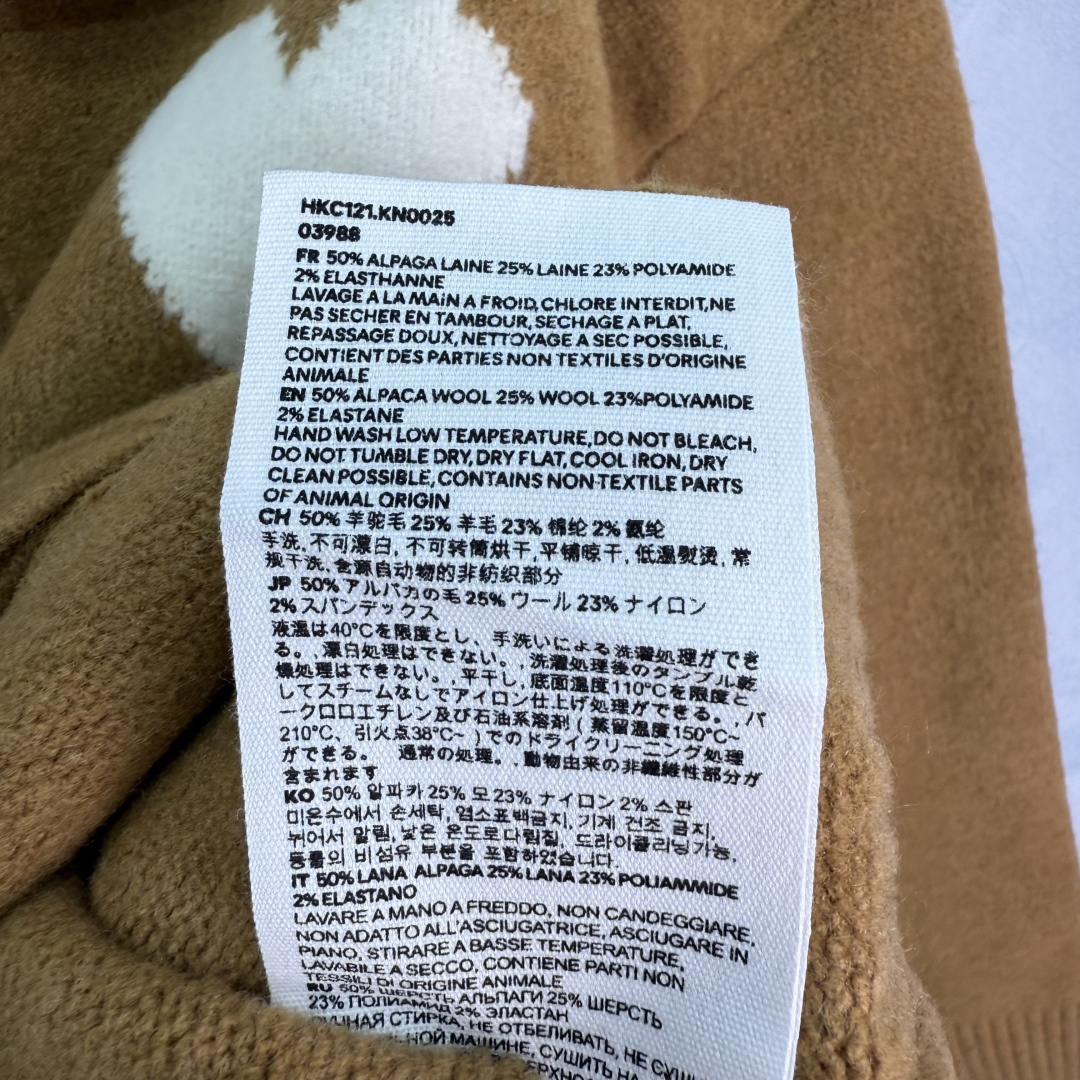 HKC121.KN0025
03988
FR 50% ALPAGA LAINE 25% LAINE 23% POLYAMIDE
2% ELASTHANNE
LAVAGE A LA MAIN A FROID, CHLORE INTERDIT, NE
PAS SECHER EN TAMBOUR, SECHAGE A PLAT,
REPASSAGE DOUX, NETTOYAGE A SEC POSSIBLE,
CONTIENT DES PARTIES NON TEXTILES D'ORIGINE
ANIMALE
EN 50% ALPACA WOOL 25% WOOL 23%POLYAMIDE
2% ELASTANE
HAND WASH LOW TEMPERATURE, DO NOT BLEACH,
DO NOT TUMBLE DRY, DRY FLAT, COOL IRON, DRY
CLEAN POSSIBLE, CONTAINS NON-TEXTILE PARTS
OF ANIMAL ORIGIN
CH 50% 羊驼毛 25% 羊毛 23% 锦纶 2% 氨纶
手洗, 不可漂白, 不可转筒烘干, 平铺晾干, 低温熨烫, 常
规干洗, 含源自动物的非纺织部分
JP 50% アルパカの毛 25% ウール 23% ナイロン
2% スパンデックス
液温は40℃を限度とし、手洗いによる洗濯処理ができ
る。, 漂白処理はできない。, 洗濯処理後のタンブル乾
燥処理はできない。, 平干し, 底面温度110℃を限度と
してスチームなしでアイロン仕上げ処理ができる。, パ
ークロロエチレン及び石油系溶剤 ( 蒸留温度150℃~
210℃、引火点38℃~ ) でのドライクリーニング処理
ができる。 通常の処理。, 動物由来の非繊維性部分が
含まれます
KO 50% 알파카 25% 모 23% ナイロン 2% 스판
미온수에서 손세탁, 염소표백금지, 기계 건조 금지,
뉘어서 말림, 낮은 온도로다림질, 드라이클리닝가능,
동물의 비섬유 부분을 포함하였습니다.
IT 50% LANA ALPAGA 25% LANA 23% POLIAMMIDE
2% ELASTANO
LAVARE A MANO A FREDDO, NON CANDEGGIARE,
NON ADATTO ALL'ASCIUGATRICE, ASCIUGARE IN
PIANO, STIRARE A BASSE TEMPERATURE,
LAVABILE A SECCO, CONTIENE PARTI NON
TESSILI DI ORIGINE ANIMALE
RU 50% ШЕРСТЬ АЛЬПАГИ 25% ШЕРСТЬ
23% ПОЛИАМИД 2% ЭЛАСТАН
СТИРКА, НЕ ОТБЕЛИВАТЬ, НЕ
МАШИНЕ, СУШИТЬ